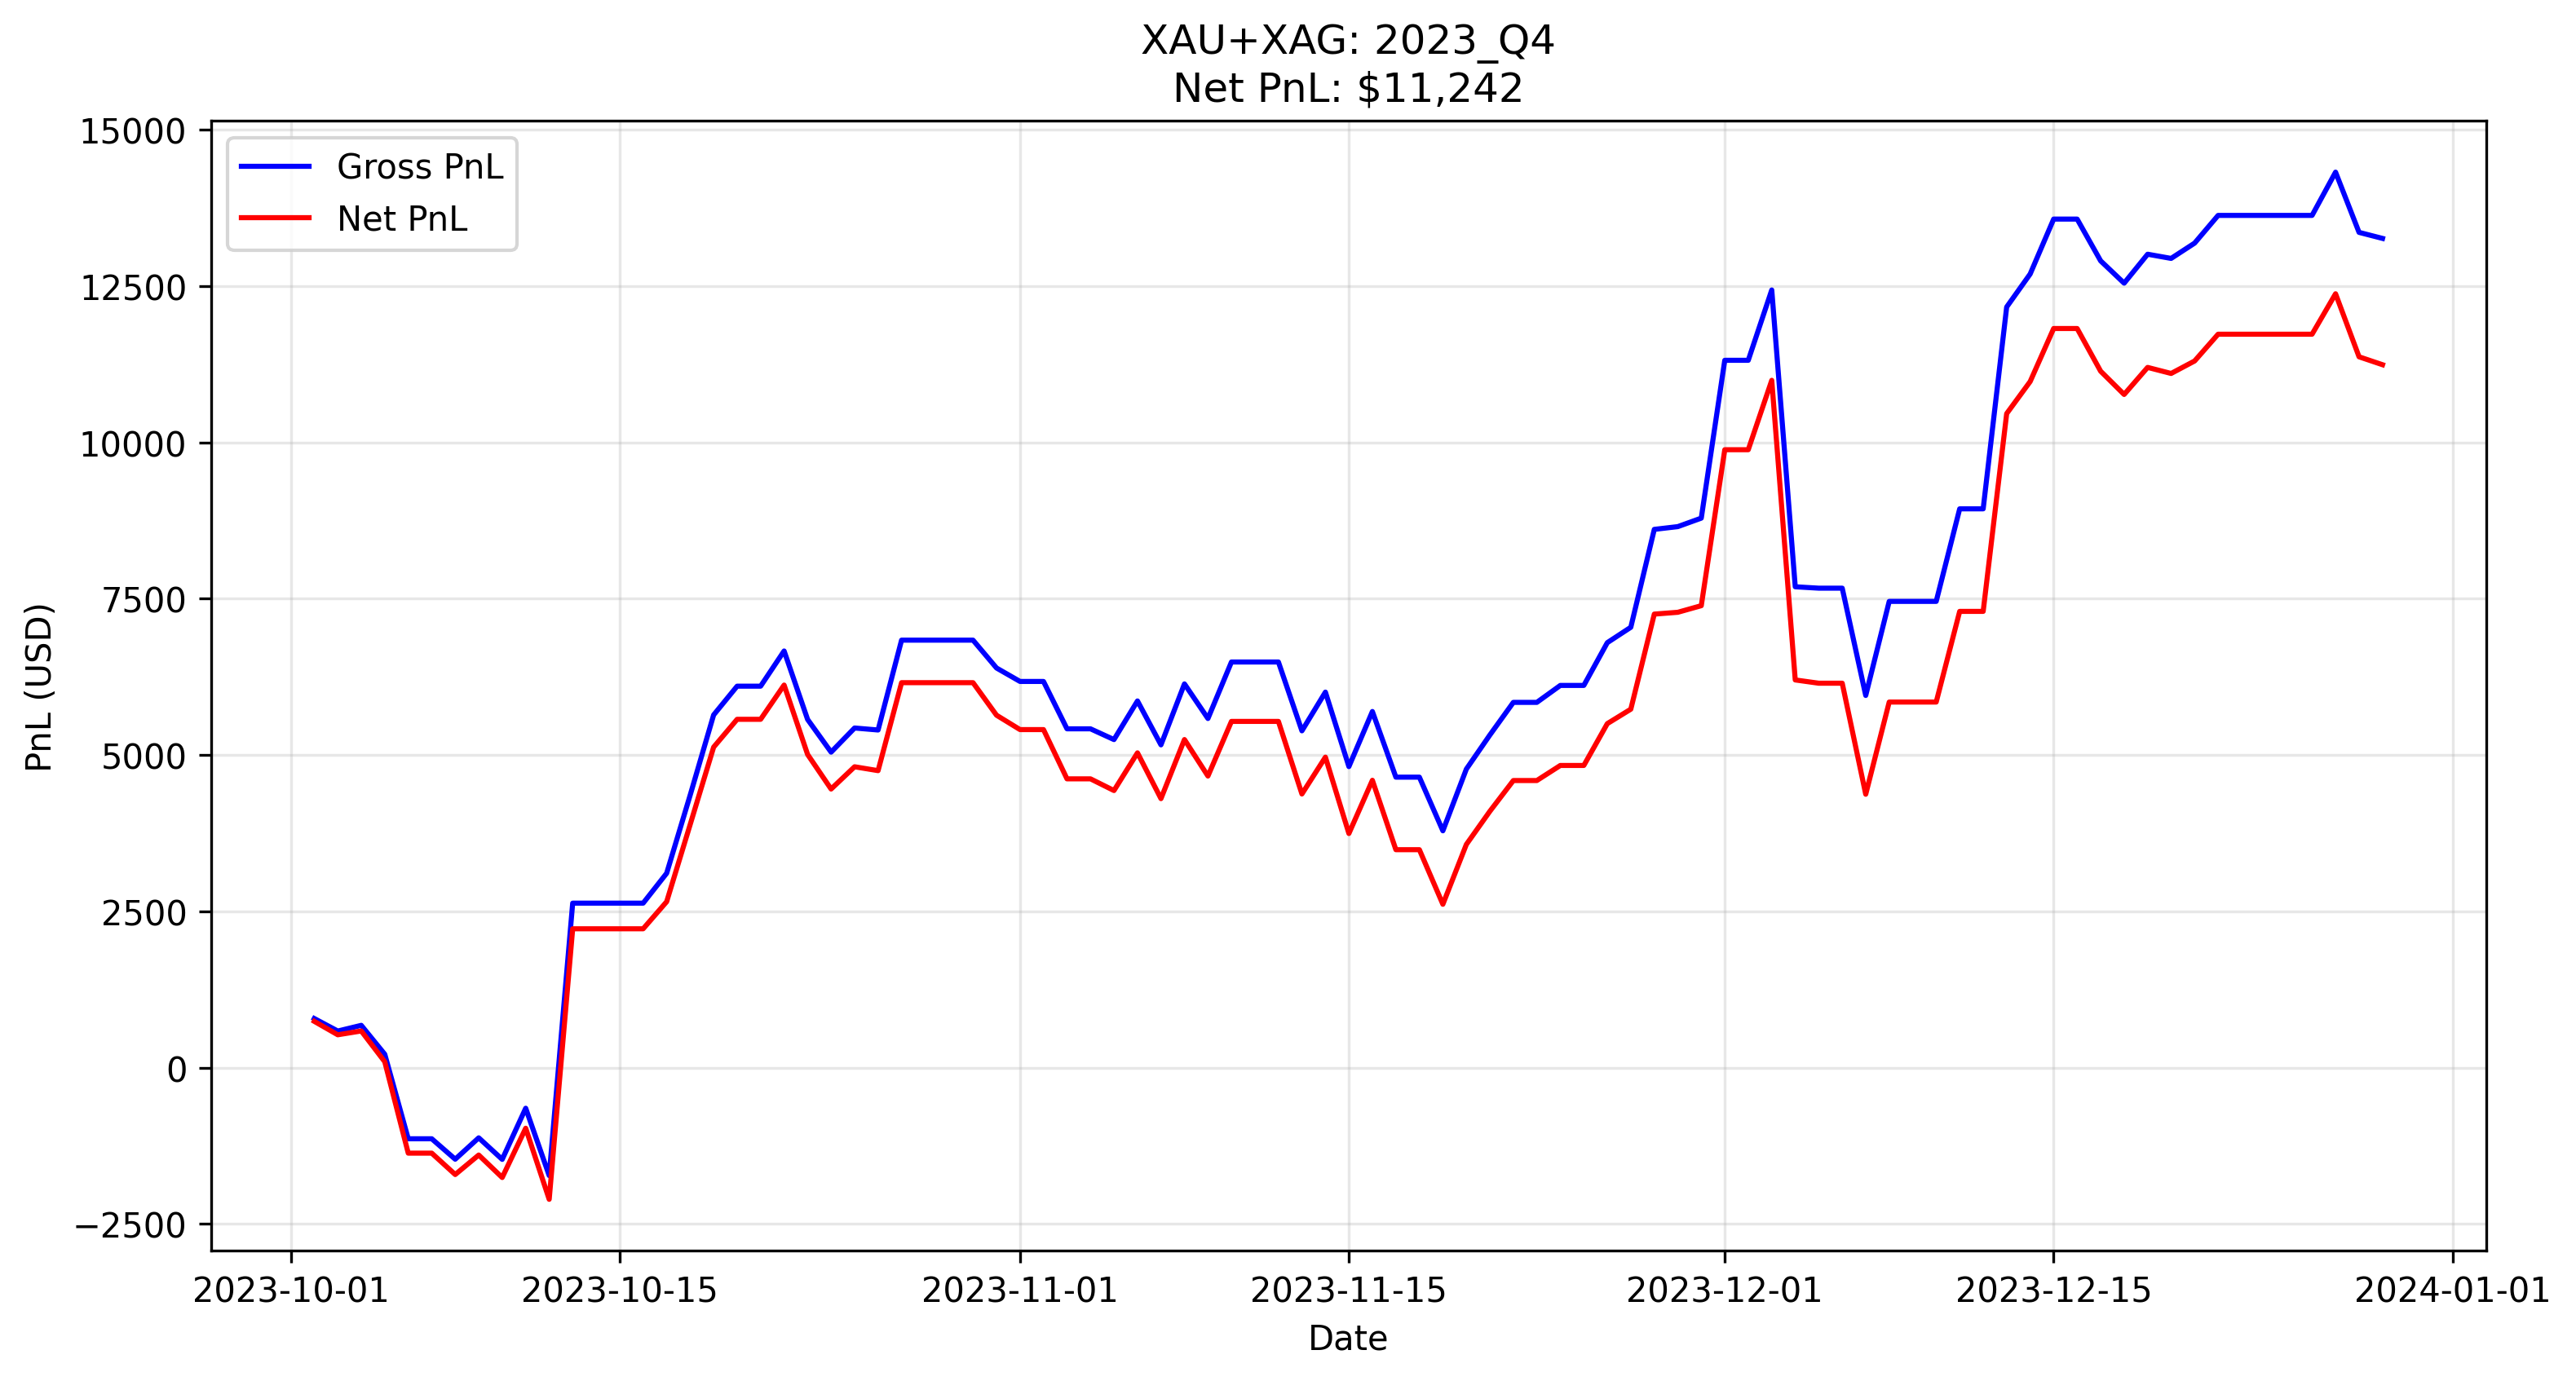 XAU+XAG: 2023_Q4
Net PnL: $11,242
Gross PnL
Net PnL
PnL (USD)
15000
12500
10000
7500
5000
2500
0
−2500
2023-10-01
2023-10-15
2023-11-01
2023-11-15
2023-12-01
2023-12-15
2024-01-01
Date